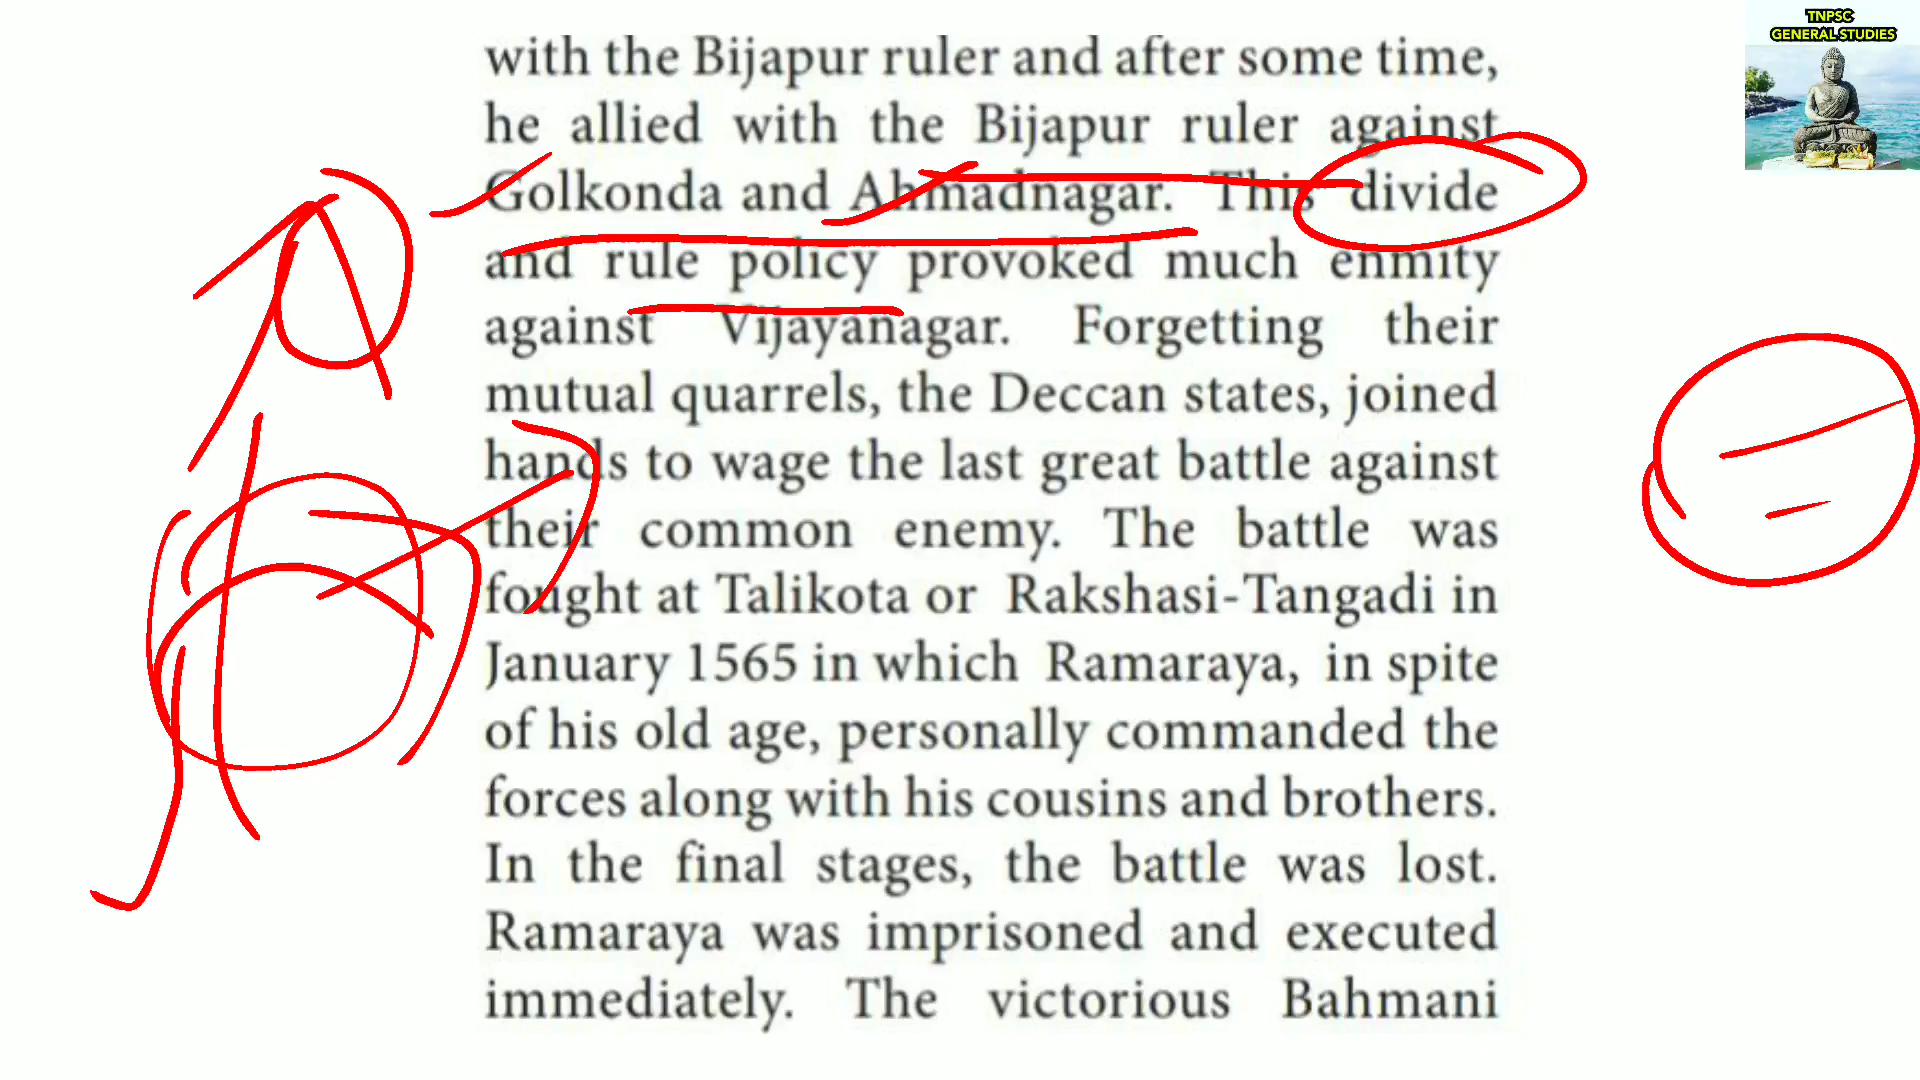 TNPSC
GENERAL STUDIES
with the Bijapur ruler and after some time,
he allied with the Bijapur ruler against
Golkonda and Ahmadnagar. This divide
and rule policy provoked much enmity
against Vijayanagar. Forgetting their
mutual quarrels, the Deccan states, joined
hands to wage the last great battle against
their common enemy. The battle was
fought at Talikota or Rakshasi-Tangadi in
January 1565 in which Ramaraya, in spite
of his old age, personally commanded the
forces along with his cousins and brothers.
In the final stages, the battle was lost.
Ramaraya was imprisoned and executed
immediately. The victorious Bahmani